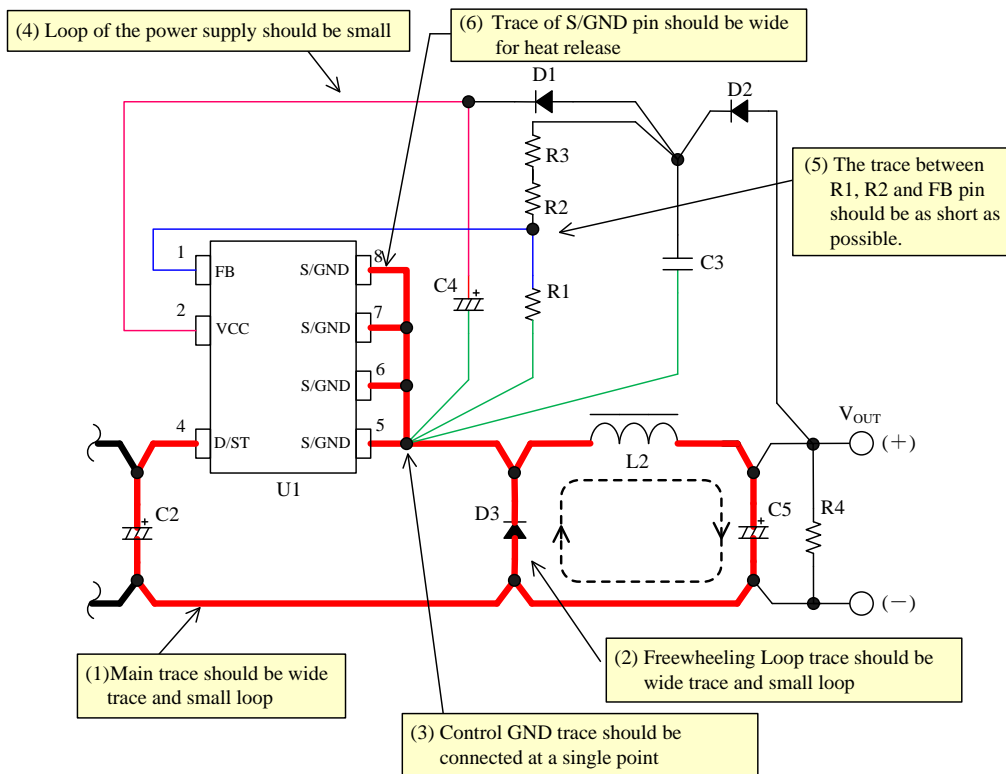 (4) Loop of the power supply should be small
(6) Trace of S/GND pin should be wide
for heat release
D1
D2
R3
(5) The trace between
R1, R2 and FB pin
should be as short as
possible.
R2
1
FB
S/GND
8
C4
+
R1
C3
2
VCC
S/GND
7
S/GND
6
4
D/ST
S/GND
5
U1
L2
VOUT
(+)
C2
+
D3
C5
+
R4
(−)
(1)Main trace should be wide
trace and small loop
(2) Freewheeling Loop trace should be
wide trace and small loop
(3) Control GND trace should be
connected at a single point